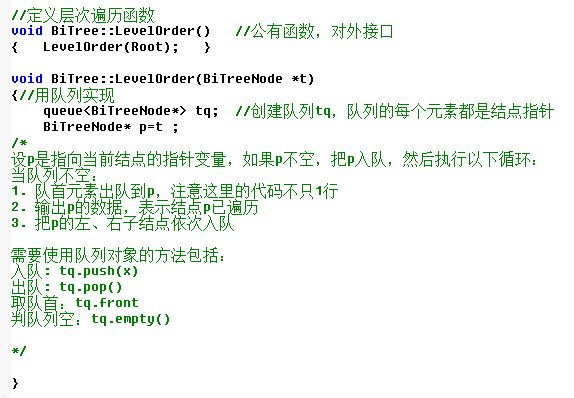 //定义层次遍历函数
void BiTree::LevelOrder()   //公有函数，对外接口
{   LevelOrder(Root);   }
void BiTree::LevelOrder(BiTreeNode *t)
{//用队列实现
queue<BiTreeNode*> tq;  //创建队列tq，队列的每个元素都是结点指针
BiTreeNode* p=t ;
/*
设p是指向当前结点的指针变量，如果p不空，把p入队，然后执行以下循环：
当队列不空：
1. 队首元素出队到p，注意这里的代码不只1行
2. 输出p的数据，表示结点p已遍历
3. 把p的左、右子结点依次入队
需要使用队列对象的方法包括：
入队: tq.push(x)
出队: tq.pop()
取队首：tq.front
判队列空：tq.empty()
*/
}